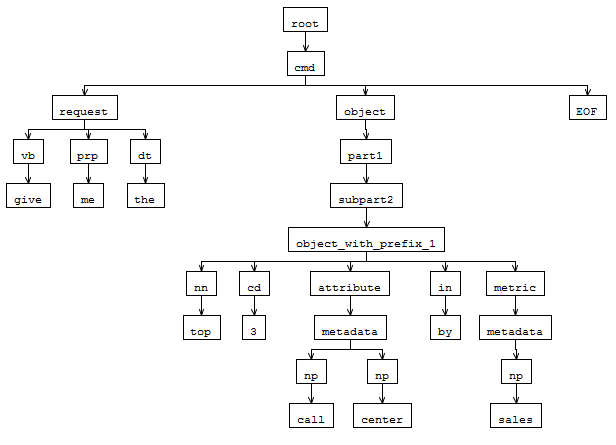 root
cmd
request object EOF
vb prp dt part1
give me the subpart2
object_with_prefix_1
nn cd attribute in metric
top 3 metadata by metadata
np np np
call center sales